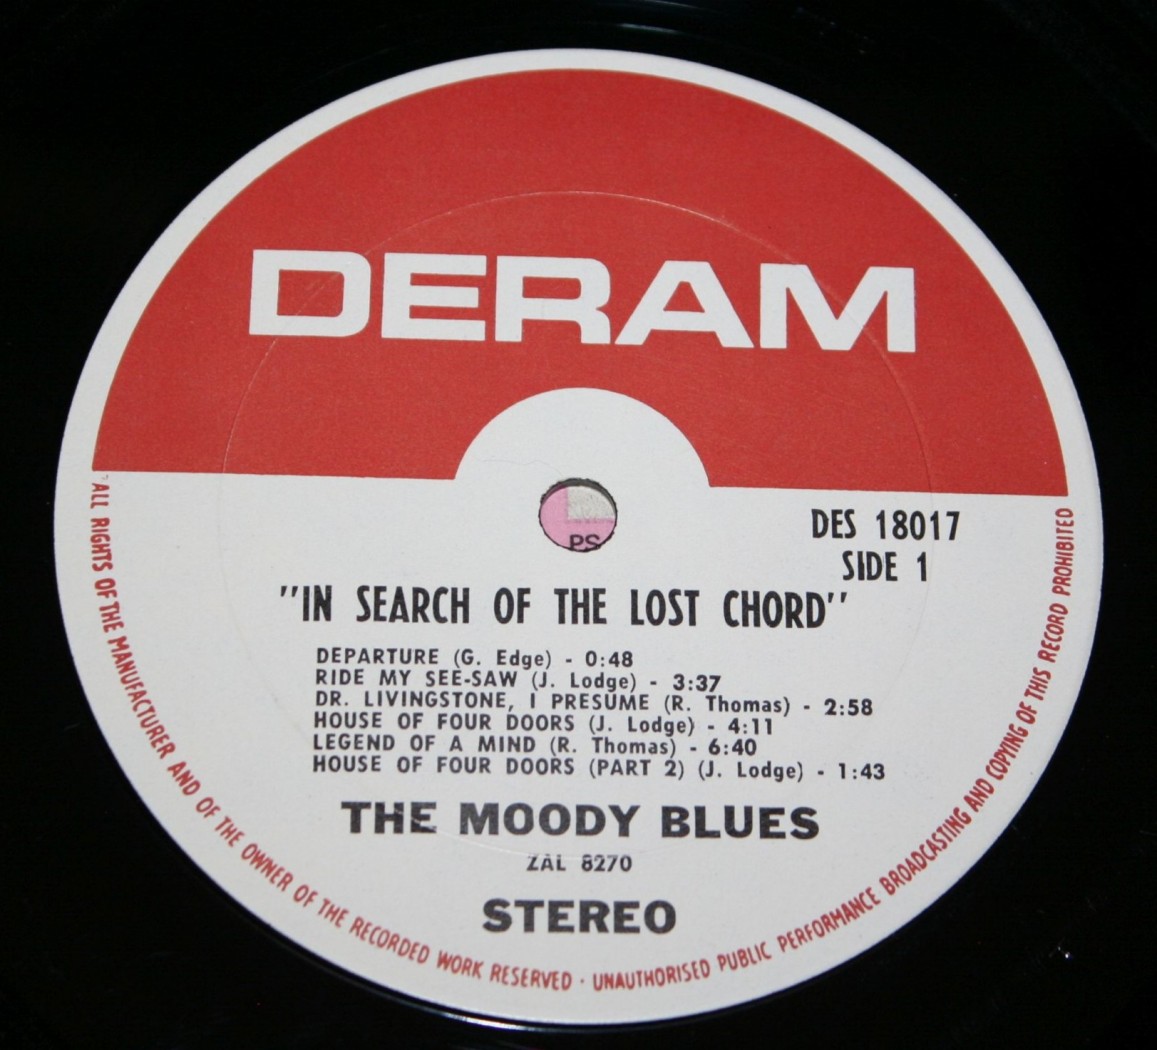 DERAM
PS
DES 18017
SIDE 1
"IN SEARCH OF THE LOST CHORD"
DEPARTURE (G. Edge) - 0:48
RIDE MY SEE-SAW (J. Lodge) - 3:37
DR. LIVINGSTONE, I PRESUME (R. Thomas) - 2:58
HOUSE OF FOUR DOORS (J. Lodge) - 4:11
LEGEND OF A MIND (R. Thomas) - 6:40
HOUSE OF FOUR DOORS (PART 2) (J. Lodge) - 1:43
THE MOODY BLUES
ZAL 8270
STEREO
ALL RIGHTS OF THE MANUFACTURER AND OF THE OWNER OF THE RECORDED WORK RESERVED · UNAUTHORISED PUBLIC PERFORMANCE BROADCASTING AND COPYING OF THIS RECORD PROHIBITED